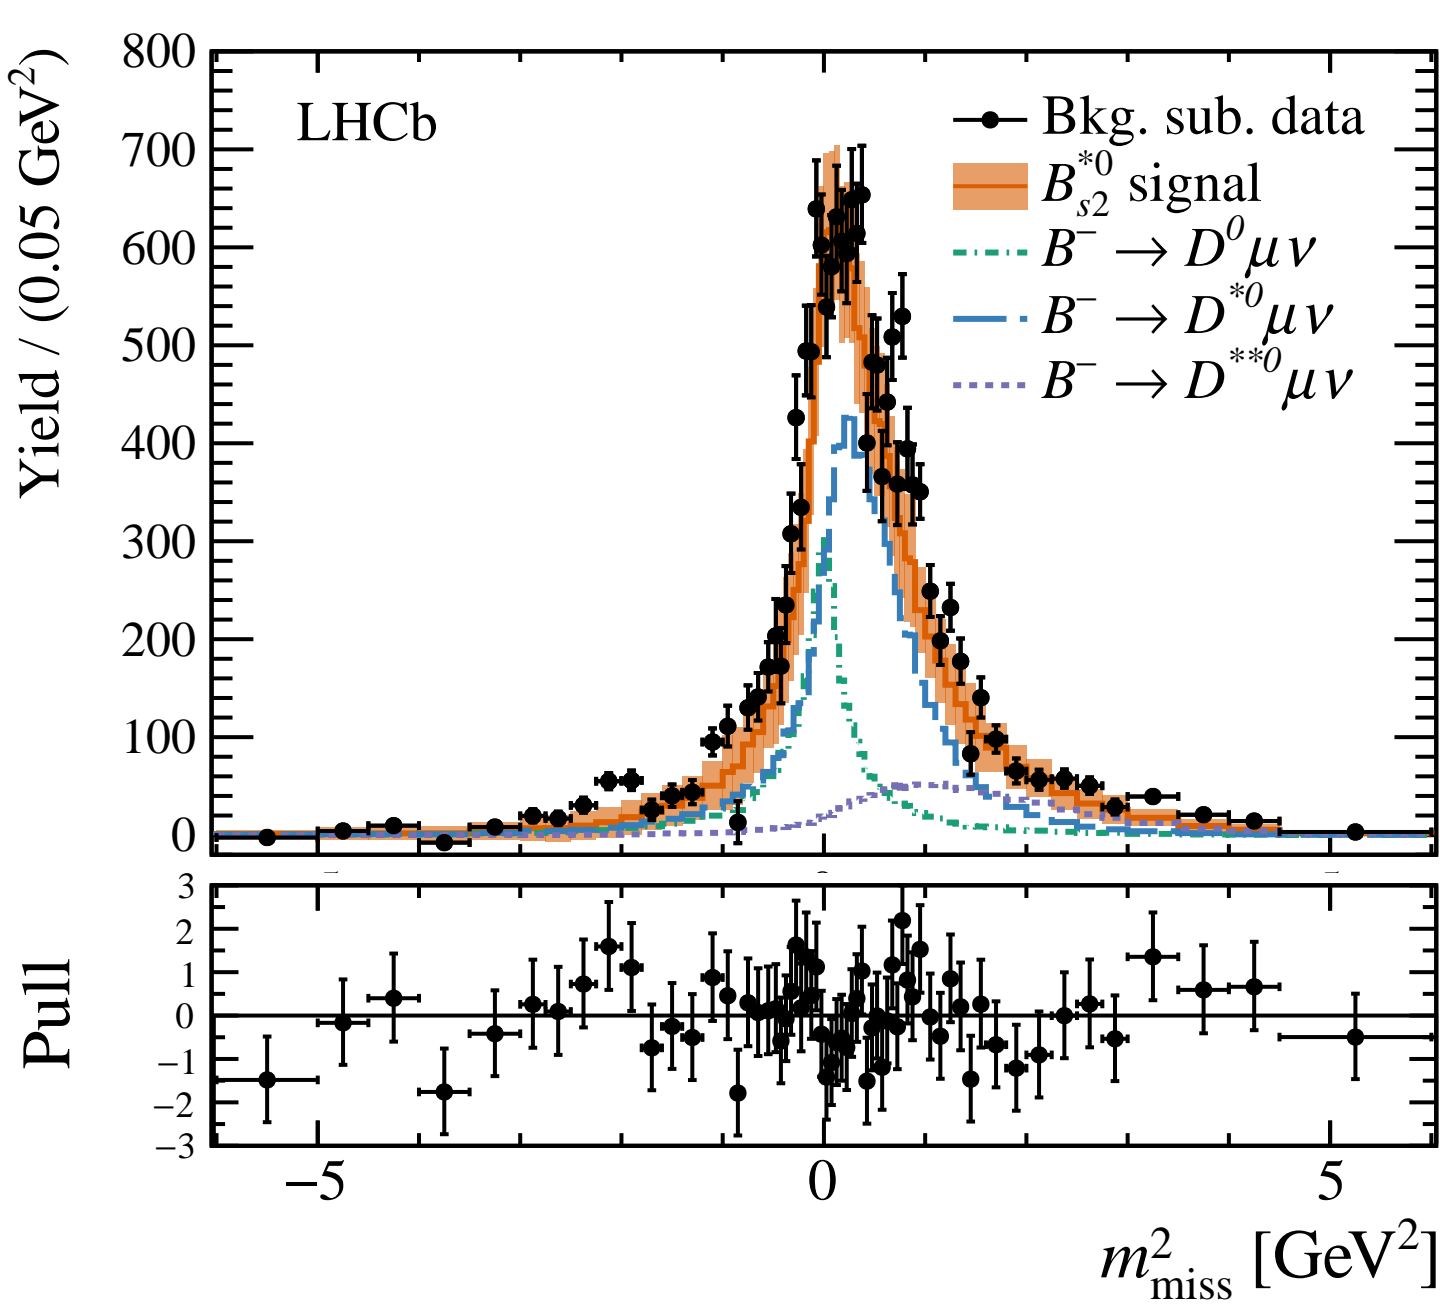 800
700
600
500
400
300
200
100
0
Yield / (0.05 GeV²)
LHCb
Bkg. sub. data
B*⁰s2 signal
B⁻ → D⁰μν
B⁻ → D*⁰μν
B⁻ → D**⁰μν
3
2
1
0
−1
−2
−3
Pull
−5 0 5
m²miss [GeV²]